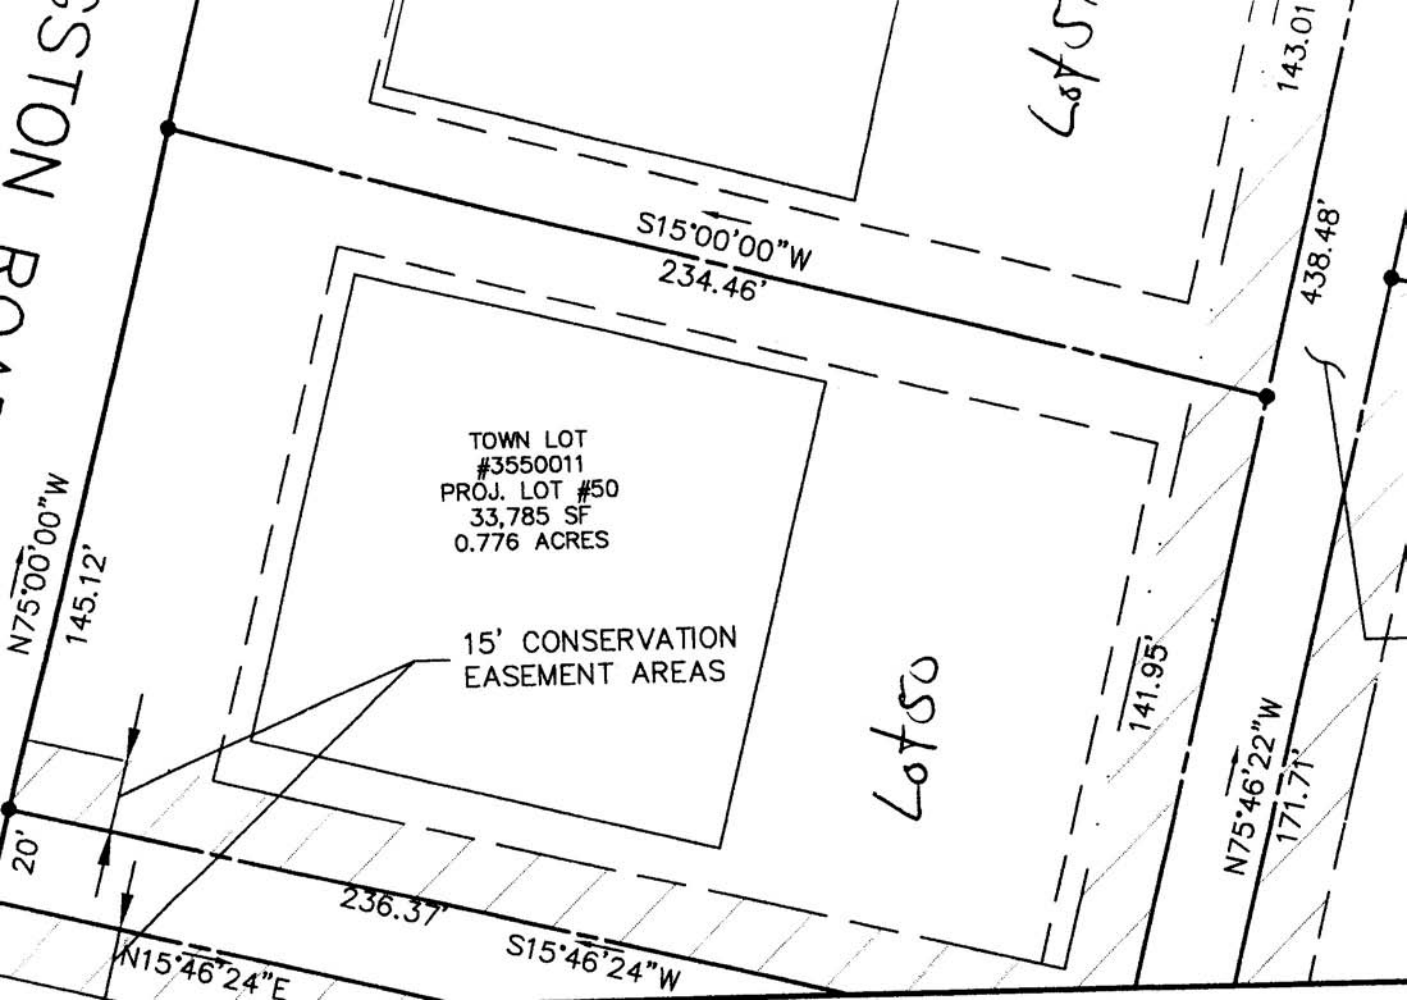 STON
Lot 5
143.01
438.48'
S15°00'00"W
234.46'
TOWN LOT
#3550011
PROJ. LOT #50
33,785 SF
0.776 ACRES
N75°00'00"W
145.12'
15' CONSERVATION
EASEMENT AREAS
Lot 50
141.95'
N75°46'22"W
171.71'
20'
236.37'
S15°46'24"W
N15°46'24"E